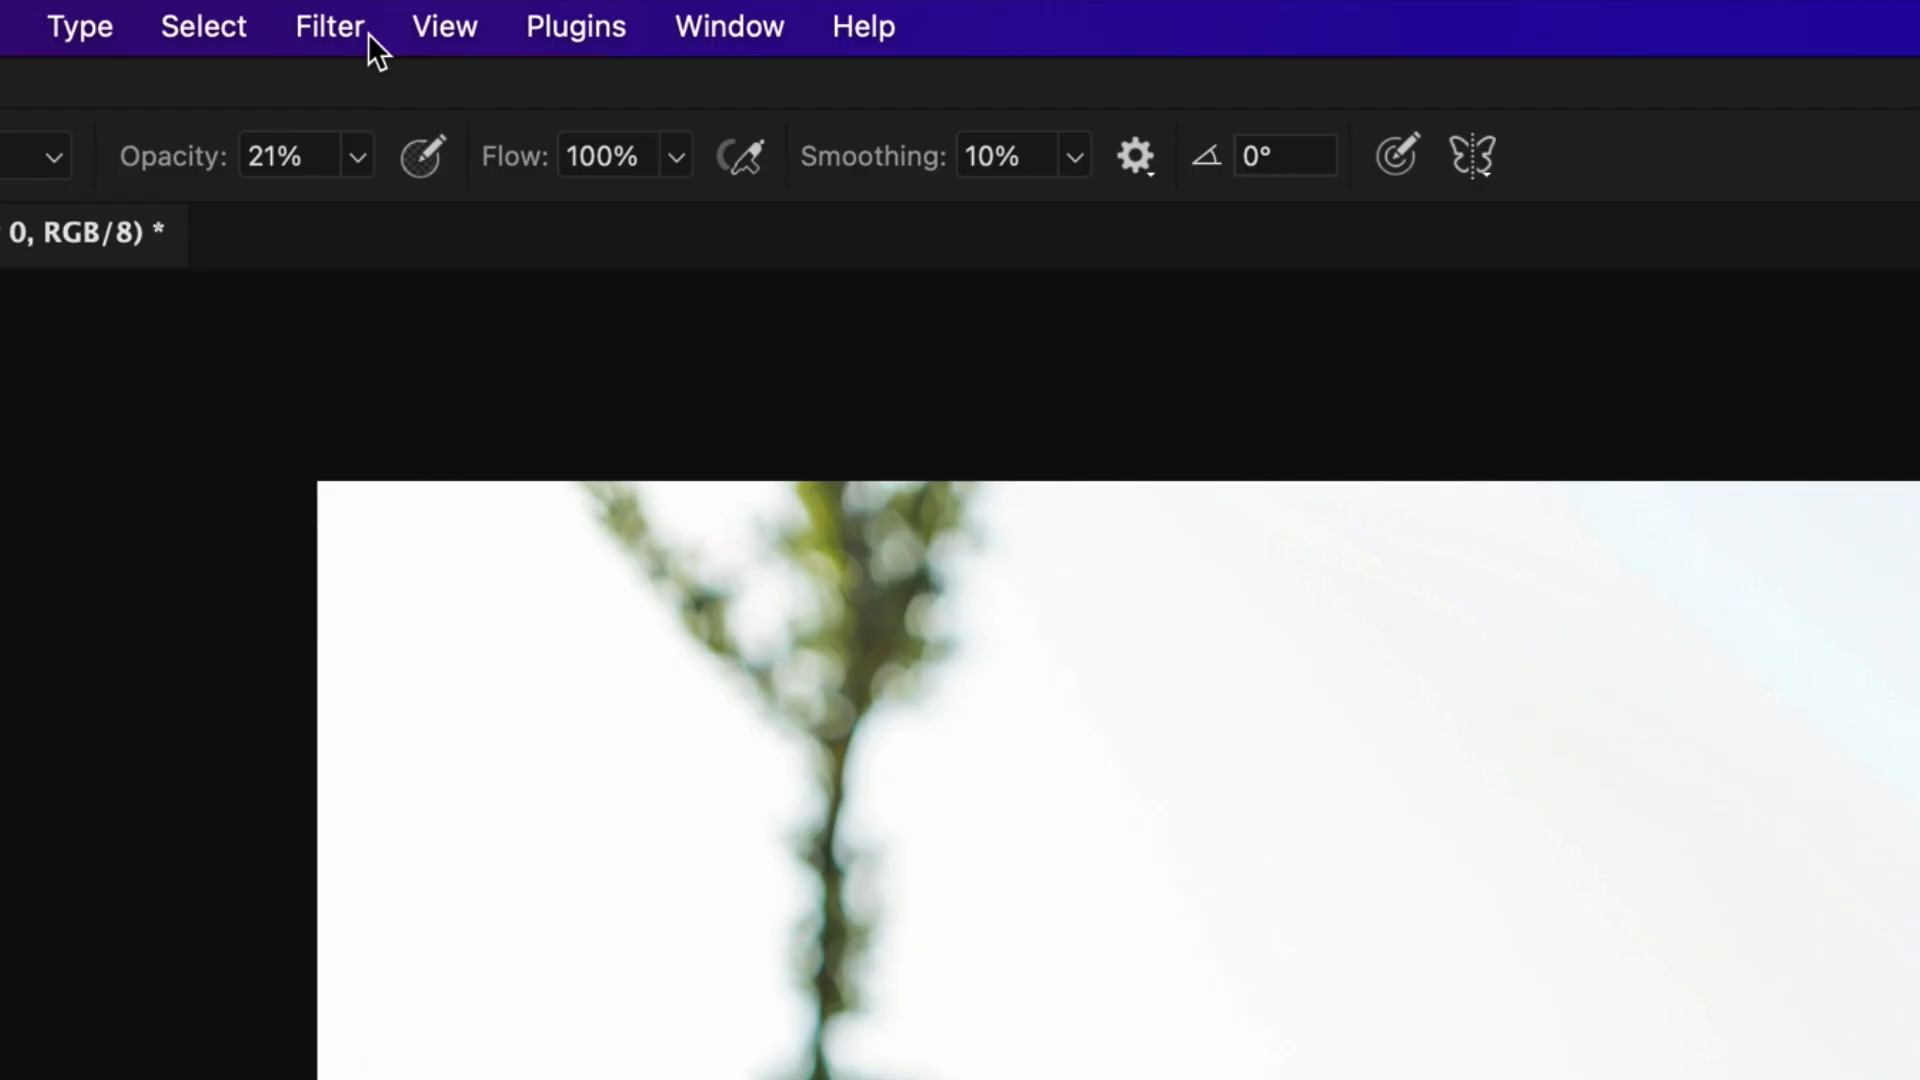 Type Select Filter View Plugins Window Help
Opacity: 21% Flow: 100% Smoothing: 10% 0°
0, RGB/8) *